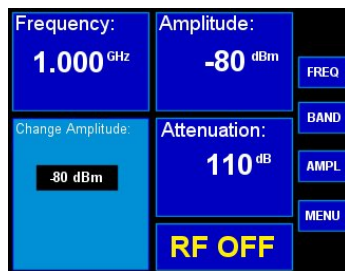 Frequency:
1.000 GHz
Amplitude:
-80 dBm
FREQ
BAND
Change Amplitude:
-80 dBm
Attenuation:
110 dB
AMPL
MENU
RF OFF